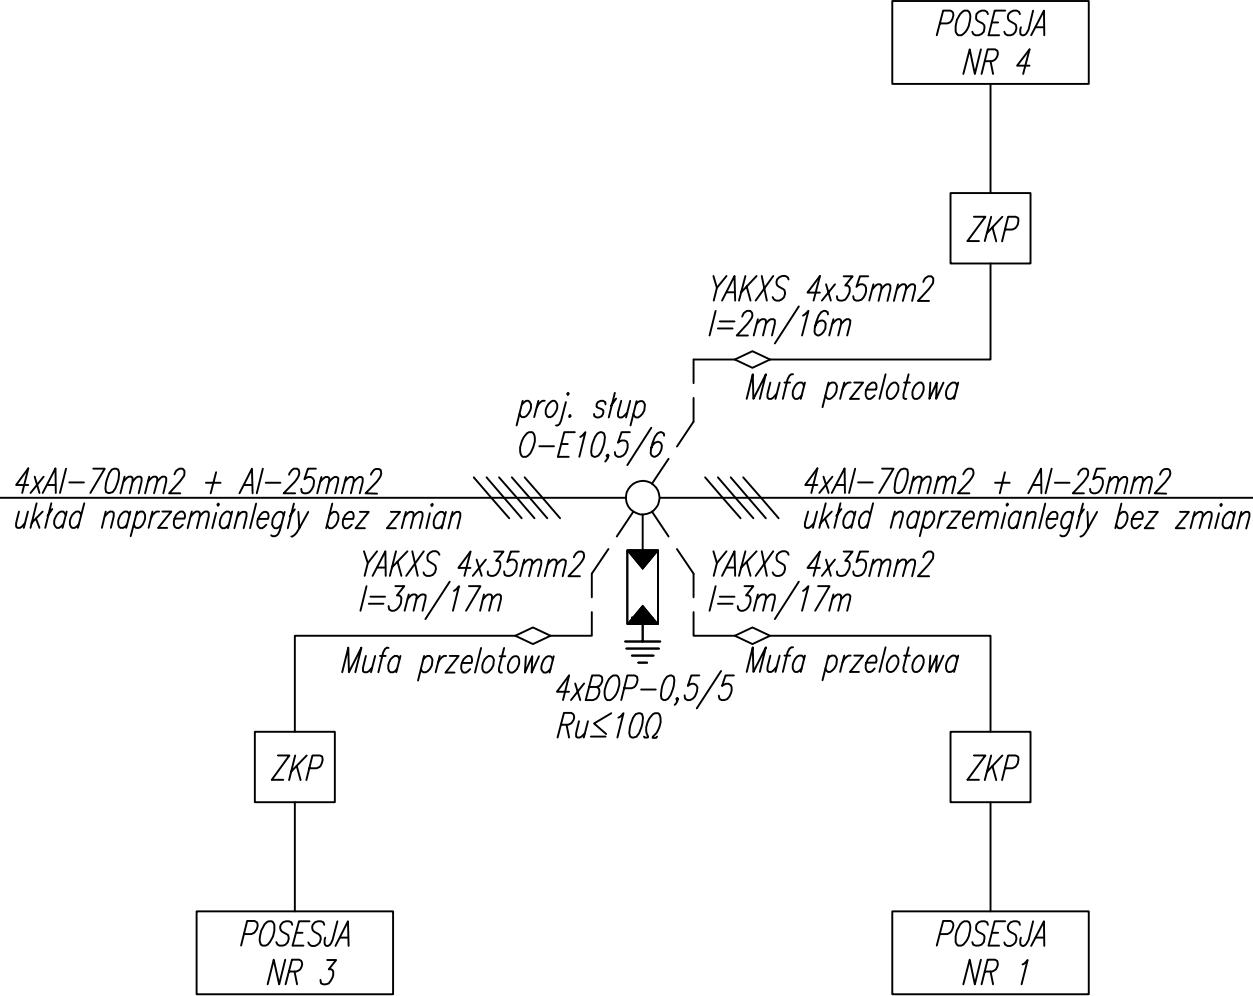 POSESJA
NR 4
ZKP
YAKXS 4x35mm2
l=2m/16m
Mufa przelotowa
proj. słup
O-E10,5/6
4xAl-70mm2 + Al-25mm2
układ naprzemianległy bez zmian
4xAl-70mm2 + Al-25mm2
układ naprzemianległy bez zmian
YAKXS 4x35mm2
l=3m/17m
Mufa przelotowa
YAKXS 4x35mm2
l=3m/17m
Mufa przelotowa
4xBOP-0,5/5
Ru≤10Ω
ZKP
ZKP
POSESJA
NR 3
POSESJA
NR 1